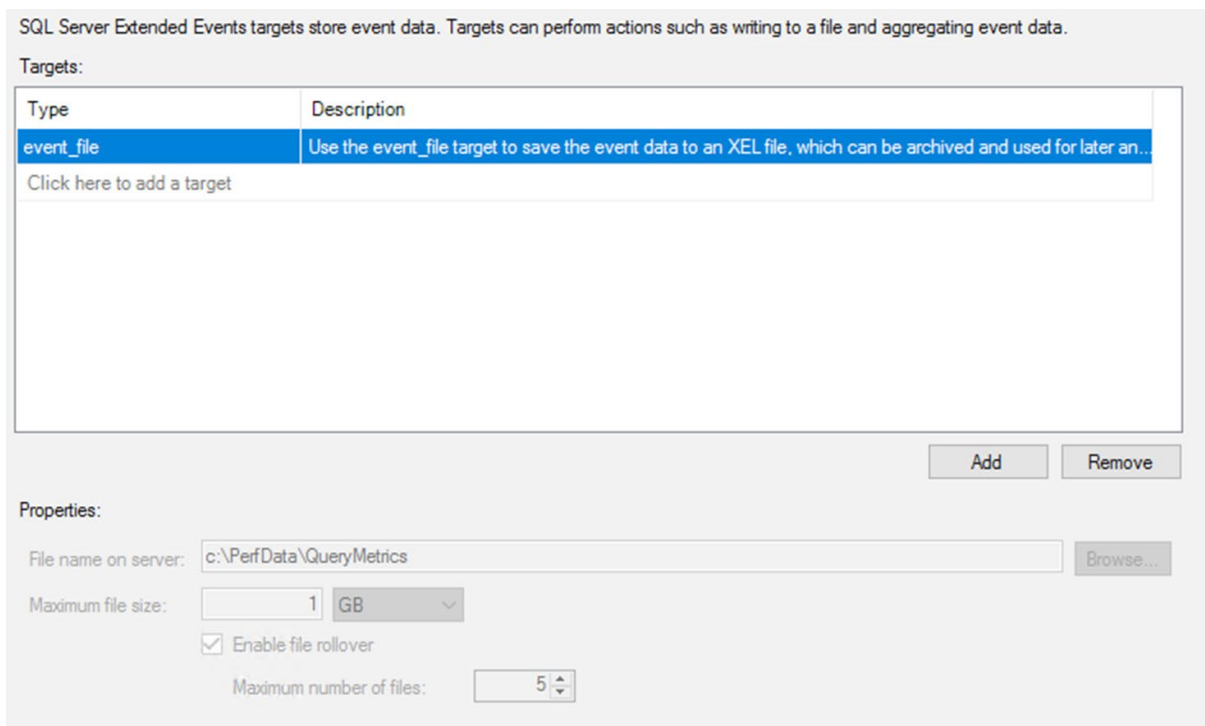 SQL Server Extended Events targets store event data. Targets can perform actions such as writing to a file and aggregating event data.
Targets:
Type Description
event_file Use the event_file target to save the event data to an XEL file, which can be archived and used for later an...
Click here to add a target
Add Remove
Properties:
File name on server: c:\PerfData\QueryMetrics Browse...
Maximum file size: 1 GB
Enable file rollover
Maximum number of files: 5